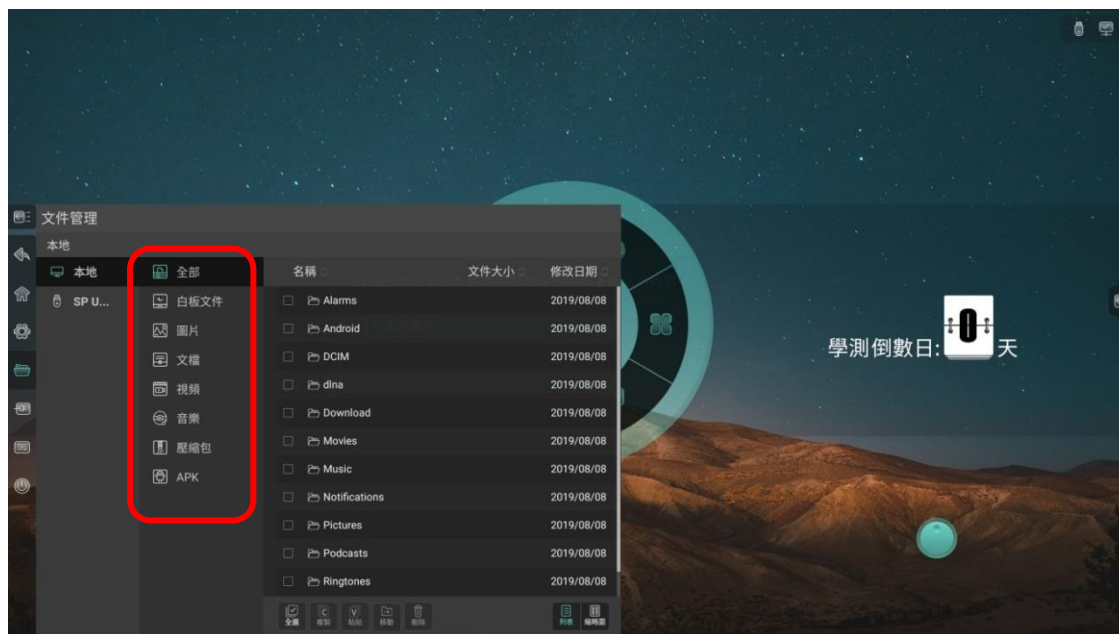 文件管理
本地
本地
SP U...
全部
白板文件
圖片
文檔
視頻
音樂
壓縮包
APK
名稱 文件大小 修改日期
Alarms 2019/08/08
Android 2019/08/08
DCIM 2019/08/08
dlna 2019/08/08
Download 2019/08/08
Movies 2019/08/08
Music 2019/08/08
Notifications 2019/08/08
Pictures 2019/08/08
Podcasts 2019/08/08
Ringtones 2019/08/08
全選 複製 粘貼 移動 刪除 列表 縮略圖
學測倒數日: 0 天